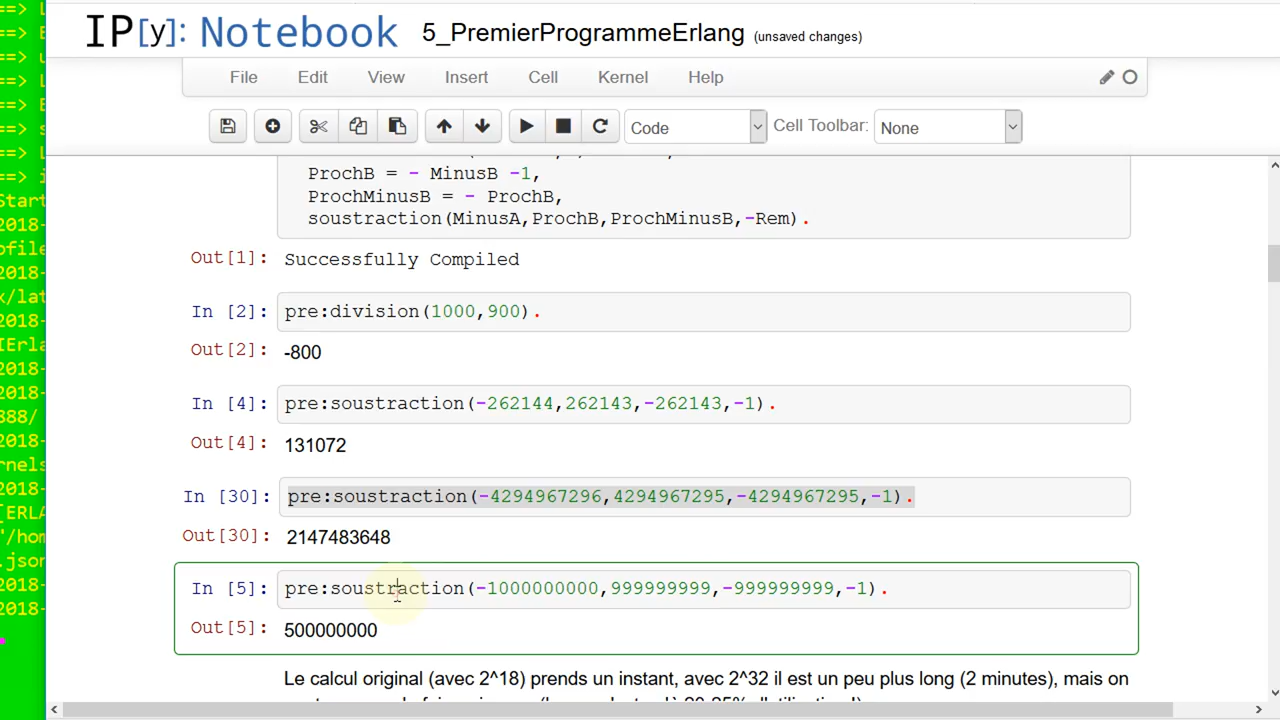 IP[y]: Notebook 5_PremierProgrammeErlang (unsaved changes)
File Edit View Insert Cell Kernel Help
Code Cell Toolbar: None
ProchB = - MinusB -1,
ProchMinusB = - ProchB,
soustraction(MinusA,ProchB,ProchMinusB,-Rem).
Out[1]: Successfully Compiled
In [2]: pre:division(1000,900).
Out[2]: -800
In [4]: pre:soustraction(-262144,262143,-262143,-1).
Out[4]: 131072
In [30]: pre:soustraction(-4294967296,4294967295,-4294967295,-1).
Out[30]: 2147483648
In [5]: pre:soustraction(-1000000000,999999999,-999999999,-1).
Out[5]: 500000000
Le calcul original (avec 2^18) prends un instant, avec 2^32 il est un peu plus long (2 minutes), mais on